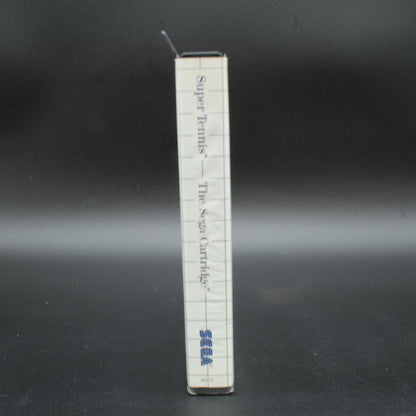 Super Tennis™ — The Sega Cartridge™
SEGA®